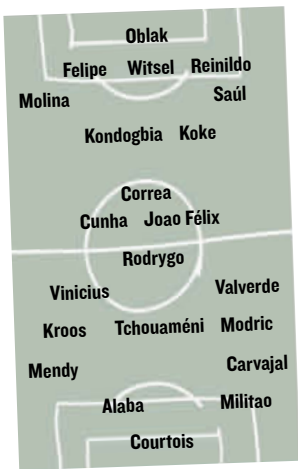 Oblak
Felipe Witsel Reinildo
Molina Saúl
Kondogbia Koke
Correa
Cunha Joao Félix
Rodrygo
Vinicius Valverde
Kroos Tchouaméni Modric
Mendy Carvajal
Alaba Militao
Courtois